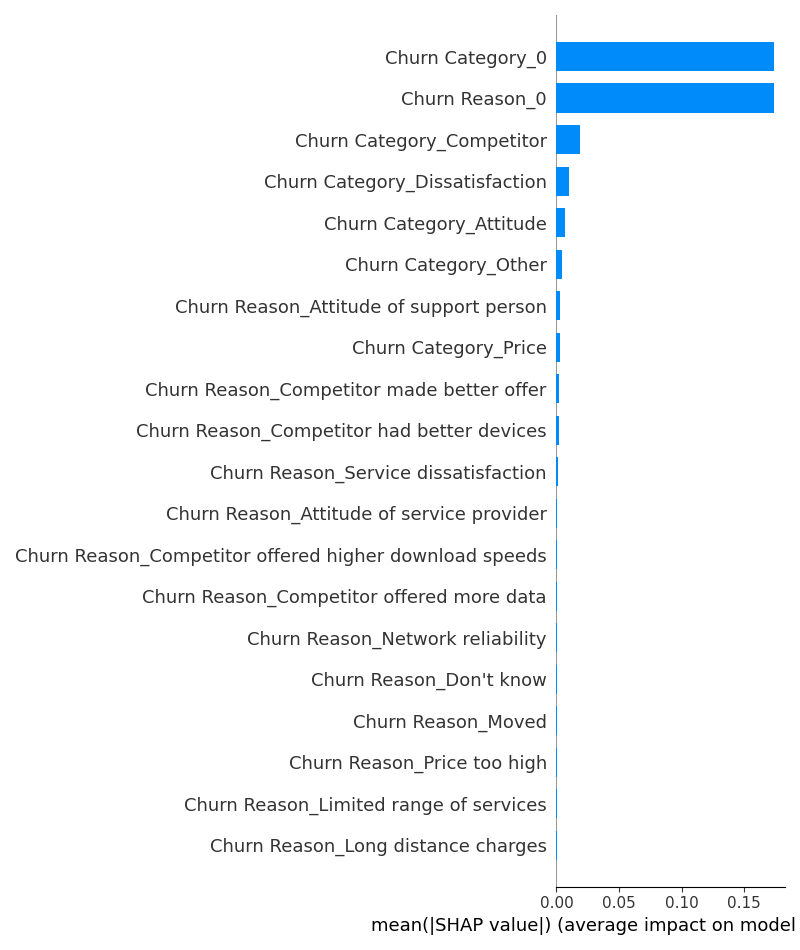 Churn Category_0
Churn Reason_0
Churn Category_Competitor
Churn Category_Dissatisfaction
Churn Category_Attitude
Churn Category_Other
Churn Reason_Attitude of support person
Churn Category_Price
Churn Reason_Competitor made better offer
Churn Reason_Competitor had better devices
Churn Reason_Service dissatisfaction
Churn Reason_Attitude of service provider
Churn Reason_Competitor offered higher download speeds
Churn Reason_Competitor offered more data
Churn Reason_Network reliability
Churn Reason_Don't know
Churn Reason_Moved
Churn Reason_Price too high
Churn Reason_Limited range of services
Churn Reason_Long distance charges
0.00 0.05 0.10 0.15
mean(|SHAP value|) (average impact on model